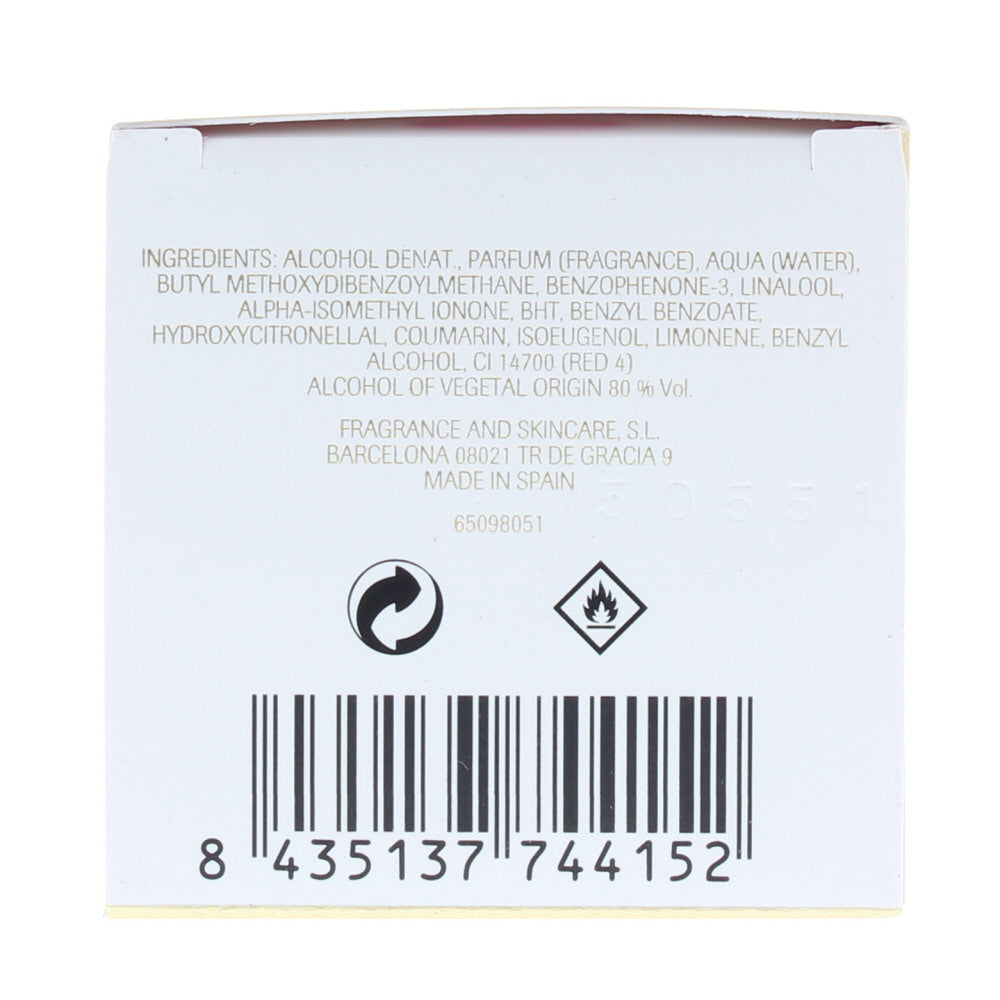 INGREDIENTS: ALCOHOL DENAT., PARFUM (FRAGRANCE), AQUA (WATER),
BUTYL METHOXYDIBENZOYLMETHANE, BENZOPHENONE-3, LINALOOL,
ALPHA-ISOMETHYL IONONE, BHT, BENZYL BENZOATE,
HYDROXYCITRONELLAL, COUMARIN, ISOEUGENOL, LIMONENE, BENZYL
ALCOHOL, CI 14700 (RED 4)
ALCOHOL OF VEGETAL ORIGIN 80 % Vol.
FRAGRANCE AND SKINCARE, S.L.
BARCELONA 08021 TR DE GRACIA 9
MADE IN SPAIN
65098051
8 435137 744152